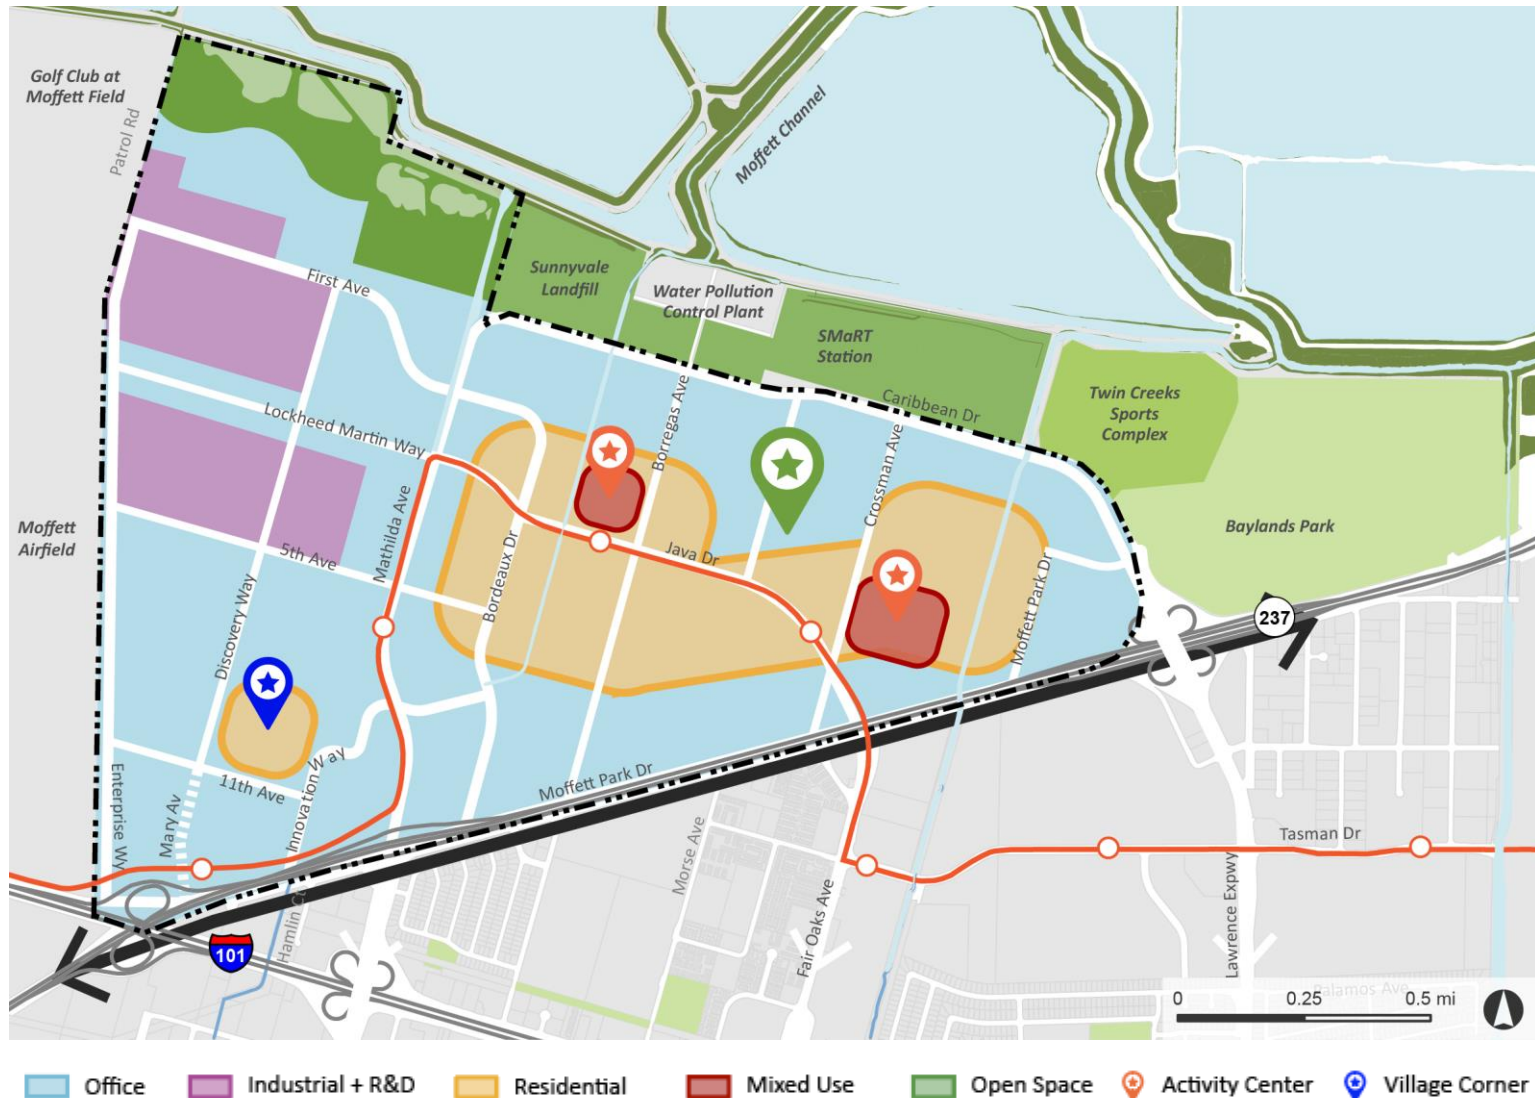 Golf Club at
Moffett Field
Patrol Rd
Moffett Channel
First Ave
Sunnyvale
Landfill
Water Pollution
Control Plant
SMaRT
Station
Caribbean Dr
Twin Creeks
Sports
Complex
Baylands Park
Lockheed Martin Way
Borregas Ave
Crossman Ave
Moffett
Airfield
5th Ave
Mathilda Ave
Bordeaux Dr
Java Dr
Moffett Park Dr
237
Discovery Way
11th Ave
Innovation Way
Enterprise Wy
Mary Av
Moffett Park Dr
Morse Ave
Fair Oaks Ave
Tasman Dr
Lawrence Expwy
Hamlin Ct
101
Palamos Ave
0 0.25 0.5 mi
Office Industrial + R&D Residential Mixed Use Open Space Activity Center Village Corner